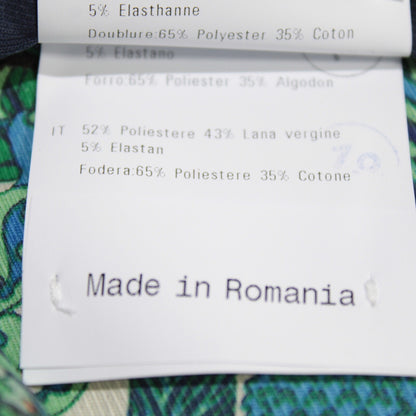 5% Elasthanne
Doublure:65% Polyester 35% Coton
5% Elastano
Forro:65% Poliester 35% Algodon
IT 52% Poliestere 43% Lana vergine
5% Elastan
Fodera:65% Poliestere 35% Cotone
Made in Romania